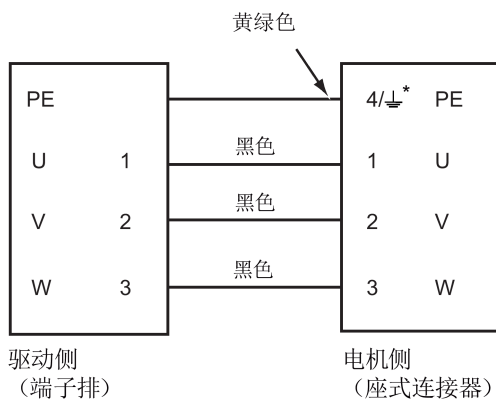 黄绿色
PE 4/⏚* PE
黑色
U 1 1 U
黑色
V 2 2 V
黑色
W 3 3 W
驱动侧 电机侧
（端子排） （座式连接器）